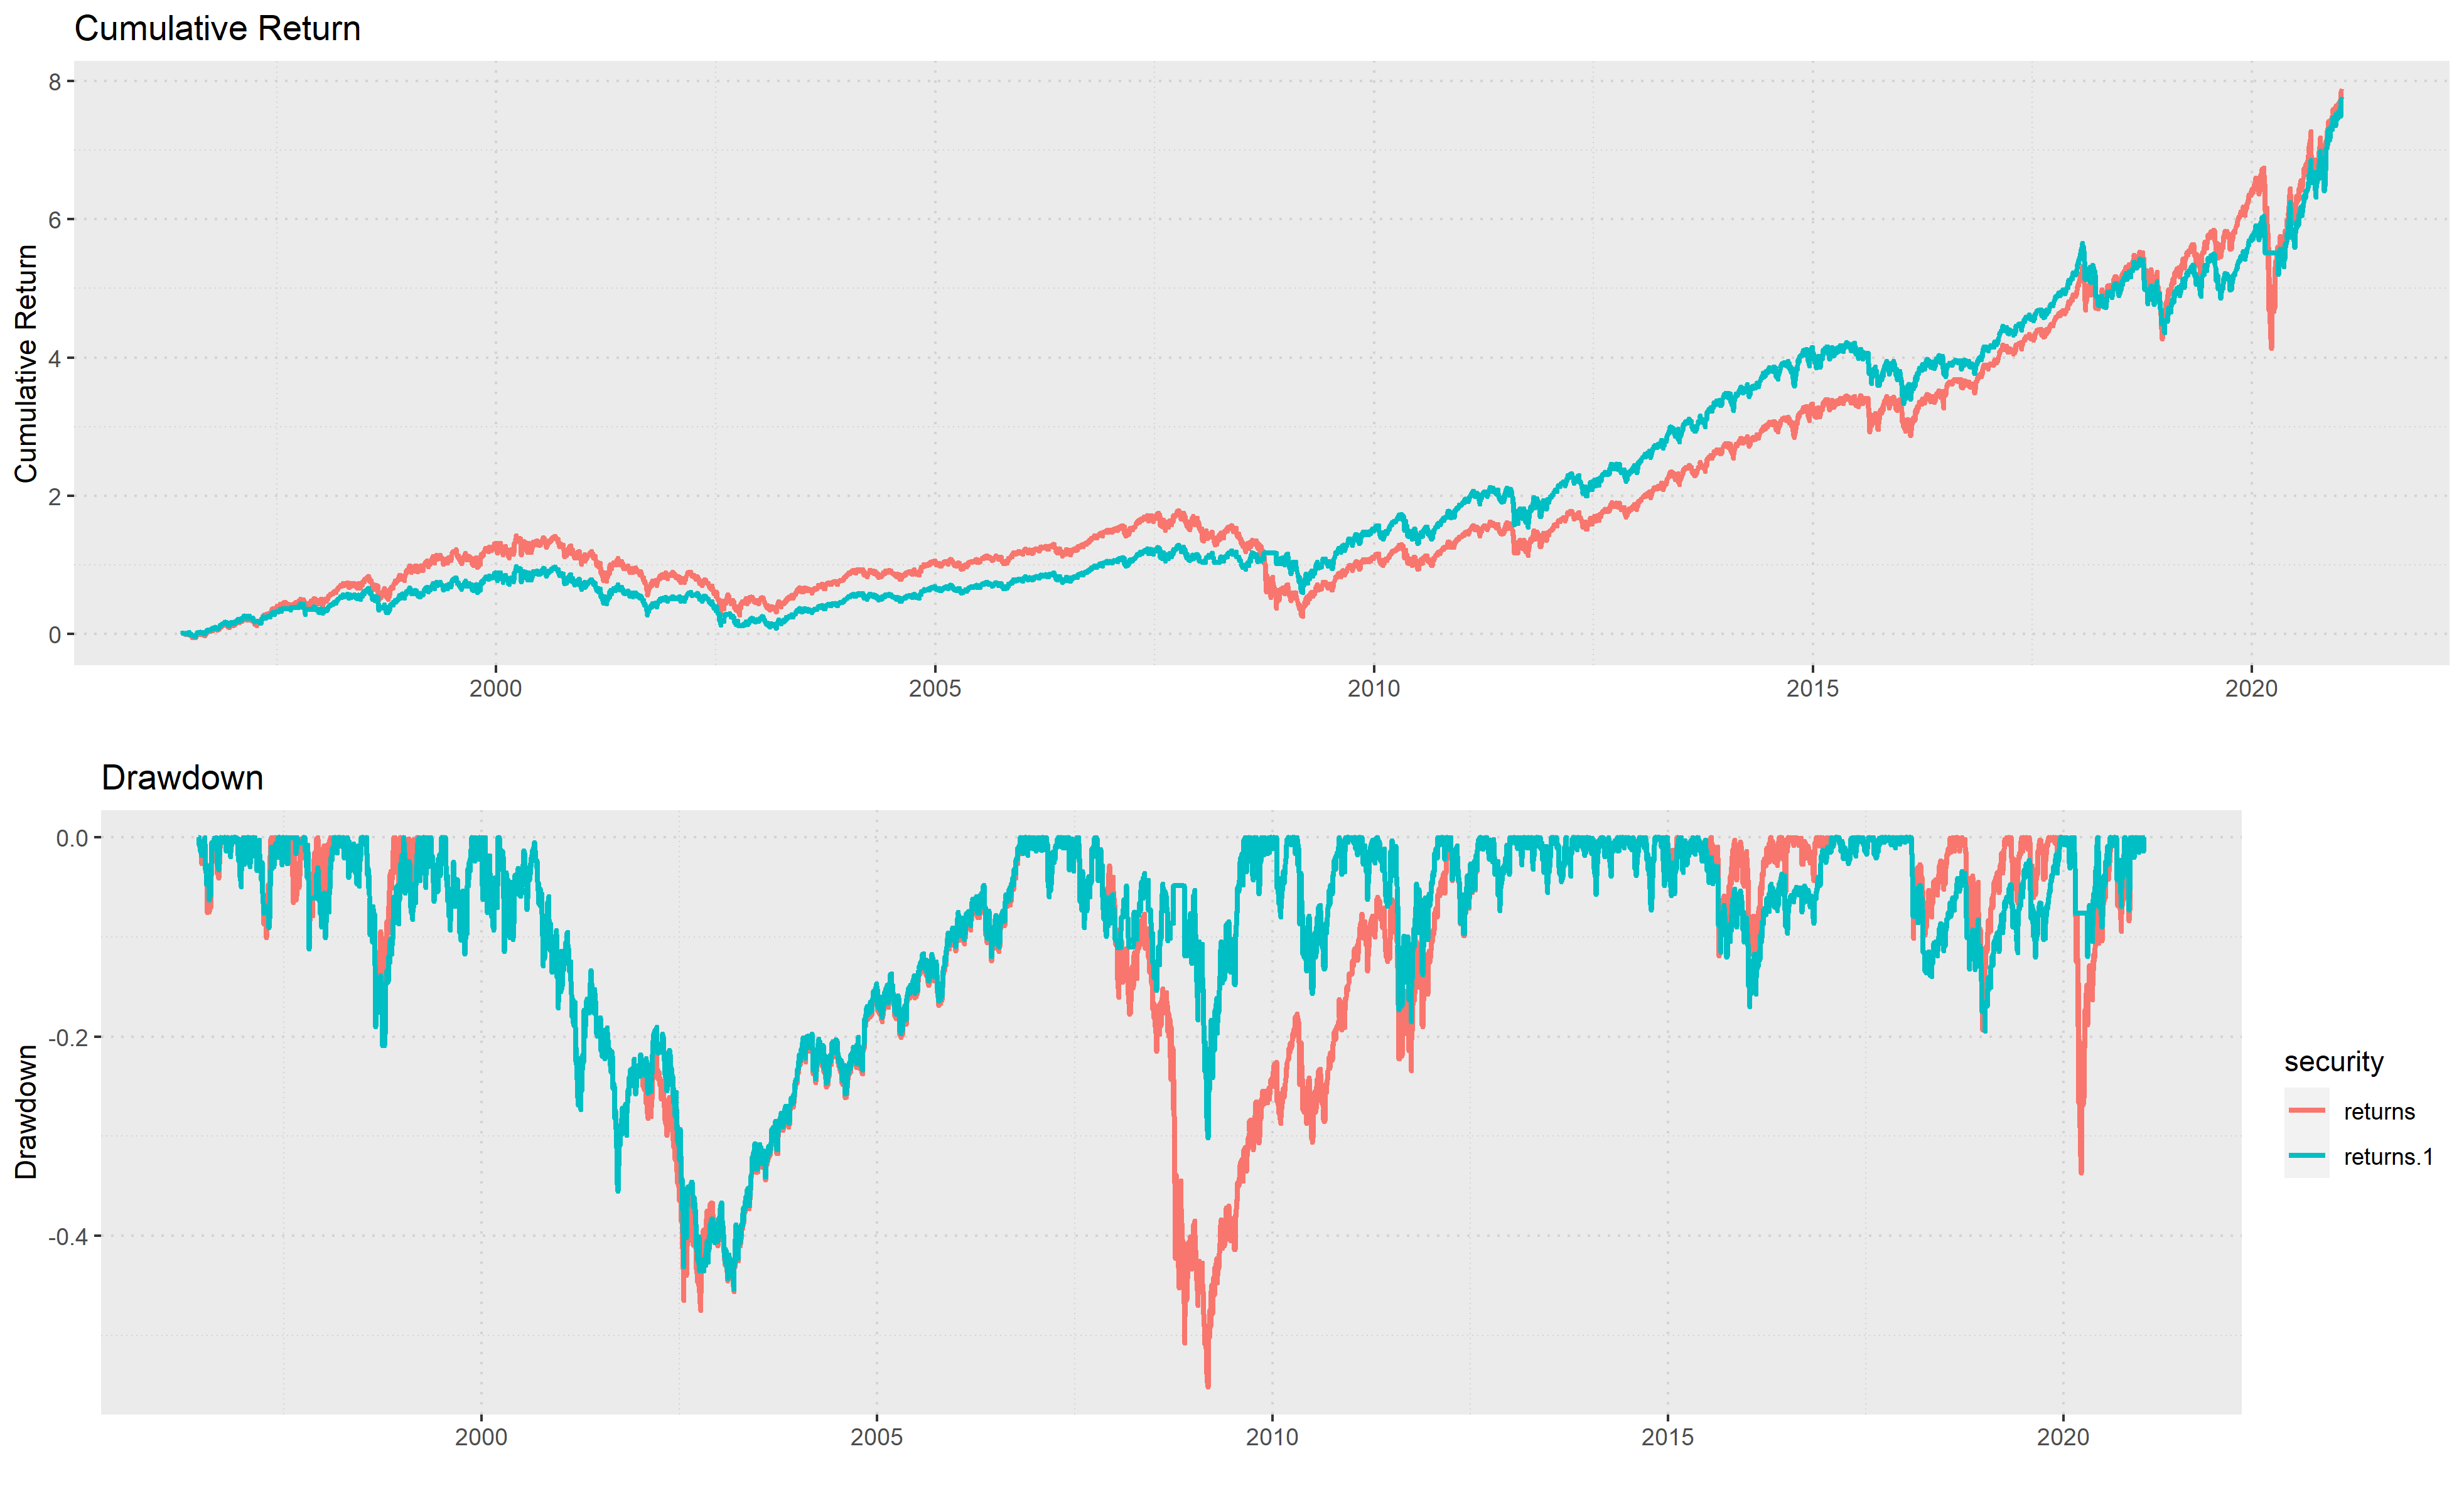 Cumulative Return
Cumulative Return
8
6
4
2
0
2000 2005 2010 2015 2020
Drawdown
Drawdown
0.0
-0.2
-0.4
2000 2005 2010 2015 2020
security
returns
returns.1